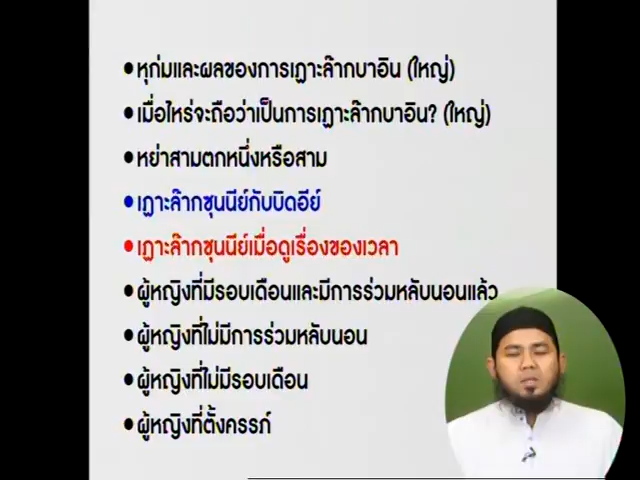 •หุก่มและผลของการเฏาะล๊ากบาอิน (ใหญ่)
•เมื่อไหร่จะถือว่าเป็นการเฏาะล๊ากบาอิน? (ใหญ่)
•หย่าสามตกหนึ่งหรือสาม
•เฏาะล๊ากซุนนีย์กับบิดอีย์
•เฏาะล๊ากซุนนีย์เมื่อดูเรื่องของเวลา
•ผู้หญิงที่มีรอบเดือนและมีการร่วมหลับนอนแล้ว
•ผู้หญิงที่ไม่มีการร่วมหลับนอน
•ผู้หญิงที่ไม่มีรอบเดือน
•ผู้หญิงที่ตั้งครรภ์